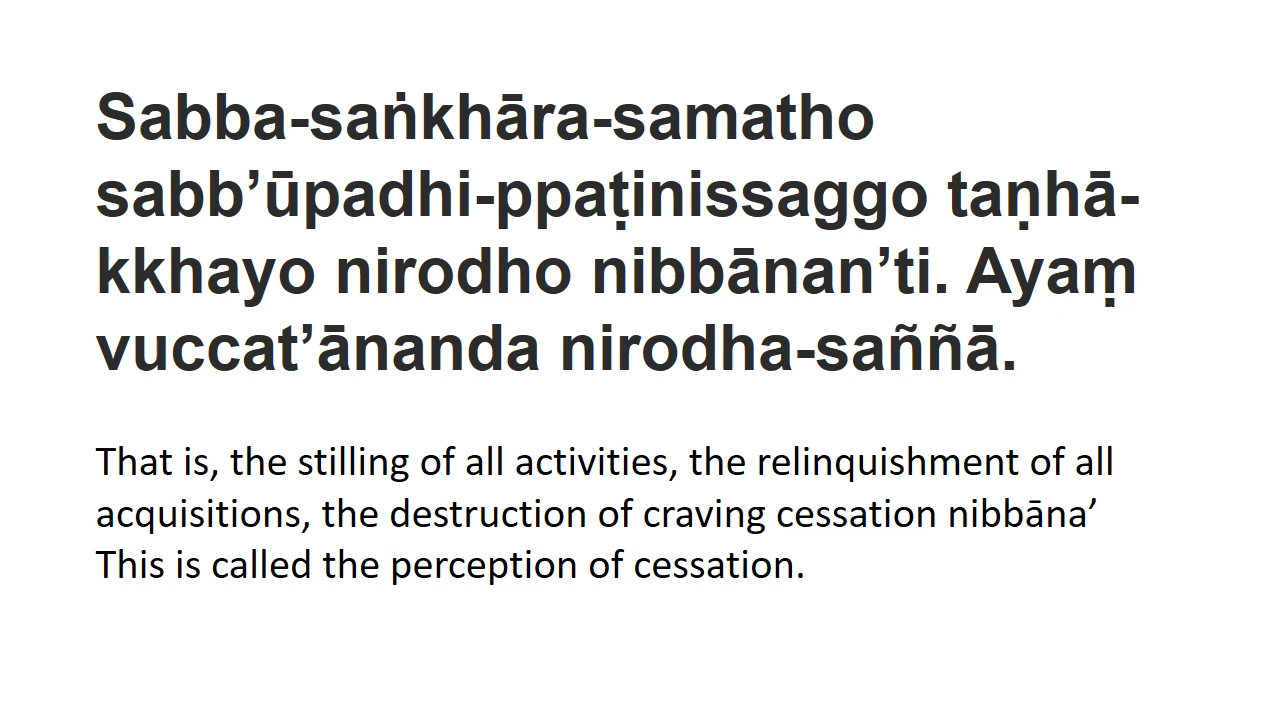 Sabba-saṅkhāra-samatho
sabb’ūpadhi-ppaṭinissaggo taṇhā-
kkhayo nirodho nibbānan’ti. Ayaṃ
vuccat’ānanda nirodha-saññā.
That is, the stilling of all activities, the relinquishment of all
acquisitions, the destruction of craving cessation nibbāna’
This is called the perception of cessation.